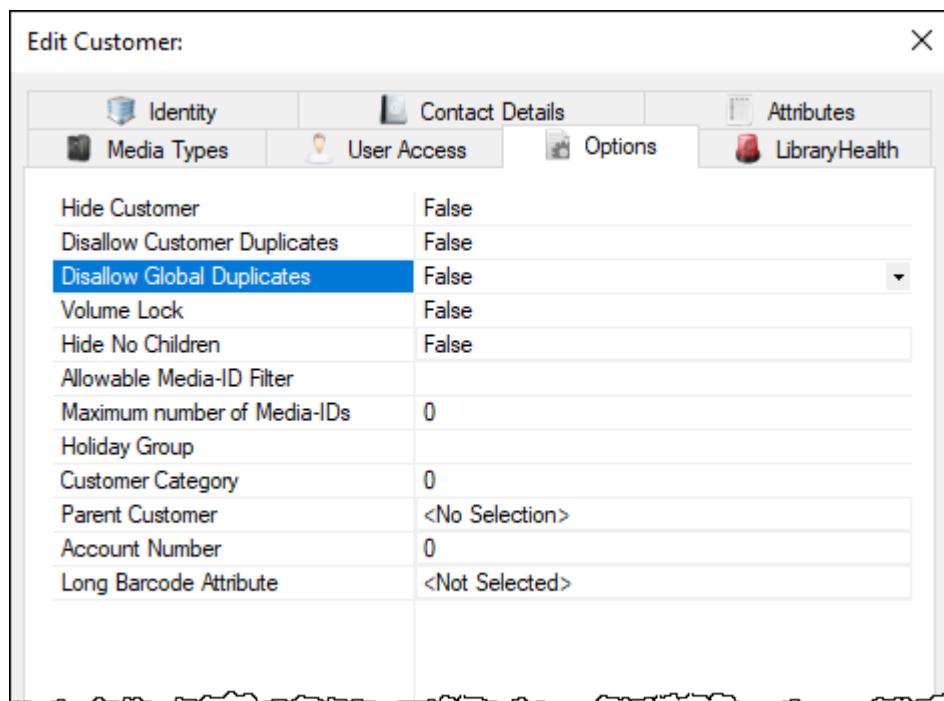 Edit Customer:
Identity Contact Details Attributes
Media Types User Access Options LibraryHealth
Hide Customer False
Disallow Customer Duplicates False
Disallow Global Duplicates False
Volume Lock False
Hide No Children False
Allowable Media-ID Filter
Maximum number of Media-IDs 0
Holiday Group
Customer Category 0
Parent Customer <No Selection>
Account Number 0
Long Barcode Attribute <Not Selected>